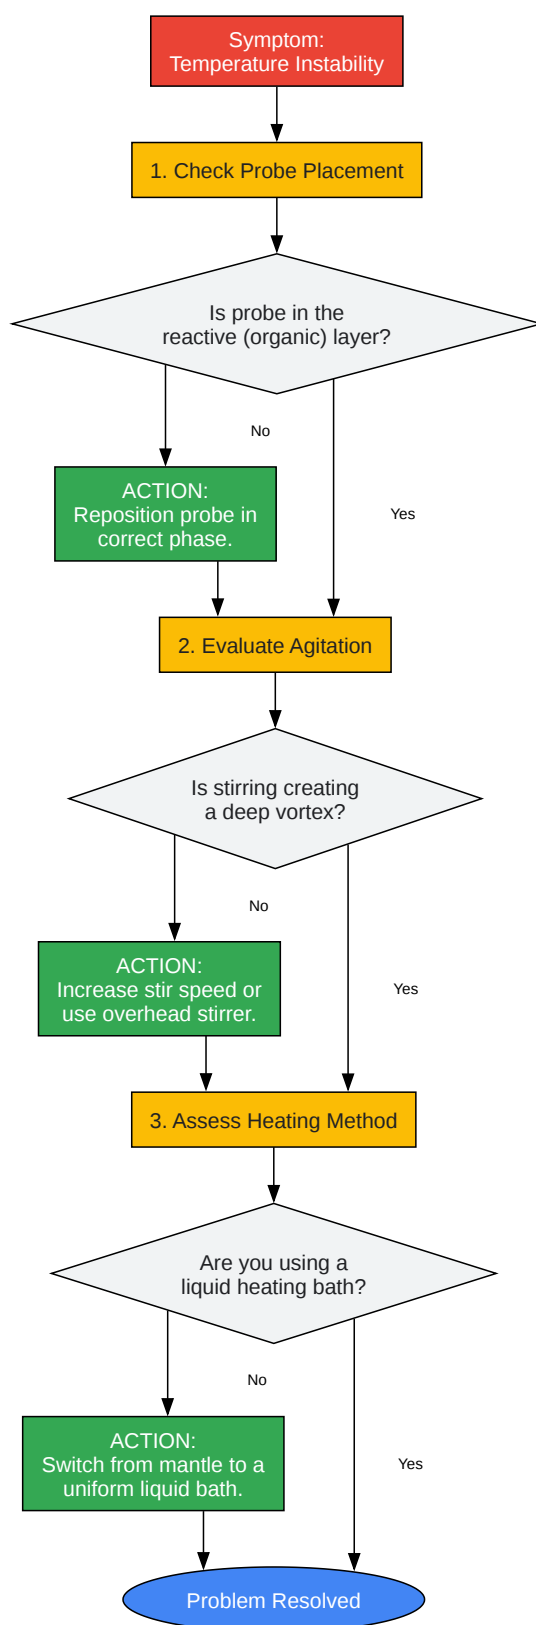 Symptom:
Temperature Instability
1. Check Probe Placement
Is probe in the
reactive (organic) layer?
No
ACTION:
Reposition probe in
correct phase.
Yes
2. Evaluate Agitation
Is stirring creating
a deep vortex?
No
ACTION:
Increase stir speed or
use overhead stirrer.
Yes
3. Assess Heating Method
Are you using a
liquid heating bath?
No
ACTION:
Switch from mantle to a
uniform liquid bath.
Yes
Problem Resolved